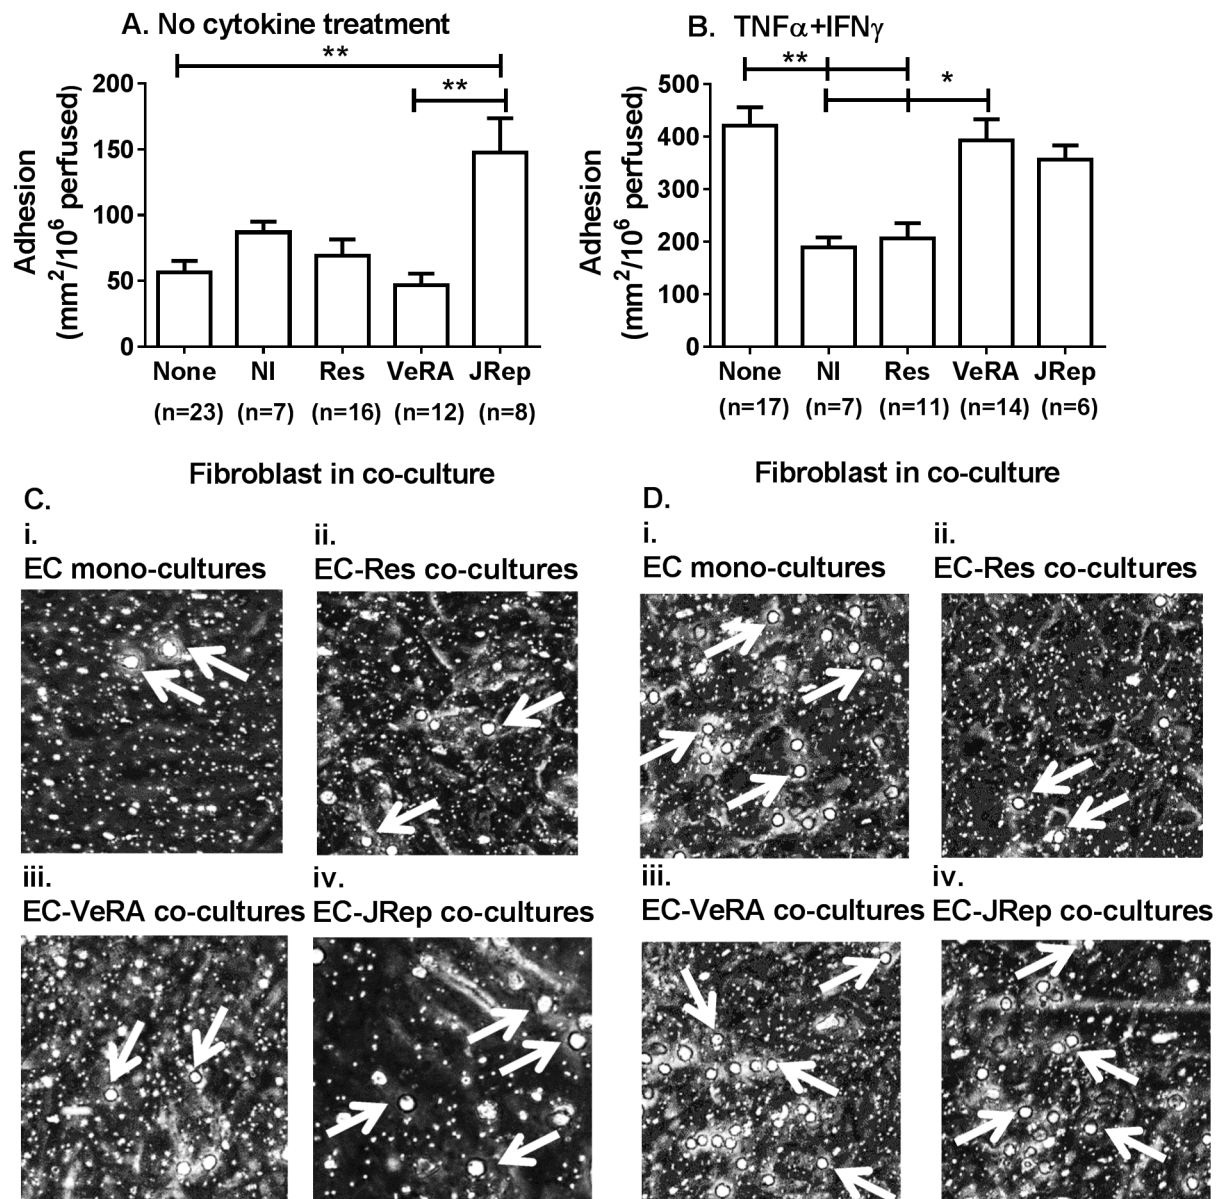 A. No cytokine treatment
**
**
200
150
100
50
0
Adhesion
(mm²/10⁶ perfused)
None NI Res VeRA JRep
(n=23) (n=7) (n=16) (n=12) (n=8)
Fibroblast in co-culture
B. TNFα+IFNγ
**
*
500
400
300
200
100
0
Adhesion
(mm²/10⁶ perfused)
None NI Res VeRA JRep
(n=17) (n=7) (n=11) (n=14) (n=6)
Fibroblast in co-culture
C.
i.
EC mono-cultures
ii.
EC-Res co-cultures
iii.
EC-VeRA co-cultures
iv.
EC-JRep co-cultures
D.
i.
EC mono-cultures
ii.
EC-Res co-cultures
iii.
EC-VeRA co-cultures
iv.
EC-JRep co-cultures